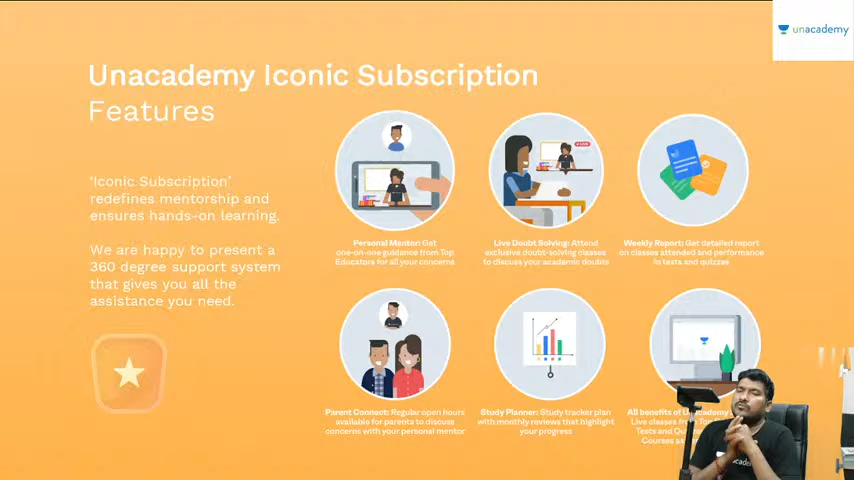 unacademy
Unacademy Iconic Subscription
Features
'Iconic Subscription'
redefines mentorship and
ensures hands-on learning.
We are happy to present a
360 degree support system
that gives you all the
assistance you need.
LIVE
Personal Mentor: Get
one-on-one guidance from Top
Educators for all your concerns
Live Doubt Solving: Attend
exclusive doubt-solving classes
to discuss your academic doubts
Weekly Report: Get detailed report
on classes attended and performance
in tests and quizzes
Parent Connect: Regular open hours
available for parents to discuss
concerns with your personal mentor
Study Planner: Study tracker plan
with monthly reviews that highlight
your progress
All benefits of
Live classes
Tests and
Courses